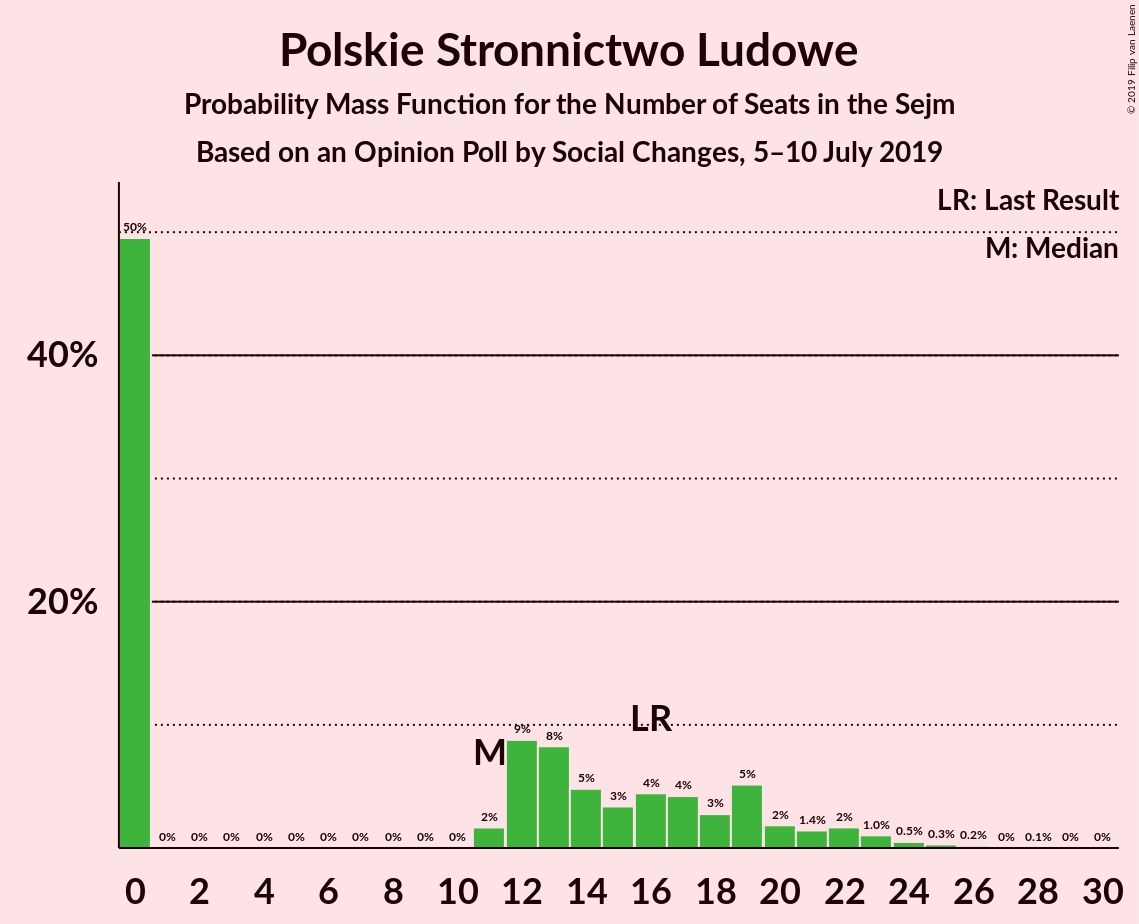 Polskie Stronnictwo Ludowe
Probability Mass Function for the Number of Seats in the Sejm
Based on an Opinion Poll by Social Changes, 5–10 July 2019
© 2019 Filip van Laenen
LR: Last Result
M: Median
50%
40%
20%
LR
M
0% 0% 0% 0% 0% 0% 0% 0% 0% 0% 2% 9% 8% 5% 3% 4% 4% 3% 5% 2% 1.4% 2% 1.0% 0.5% 0.3% 0.2% 0% 0.1% 0% 0%
0 2 4 6 8 10 12 14 16 18 20 22 24 26 28 30